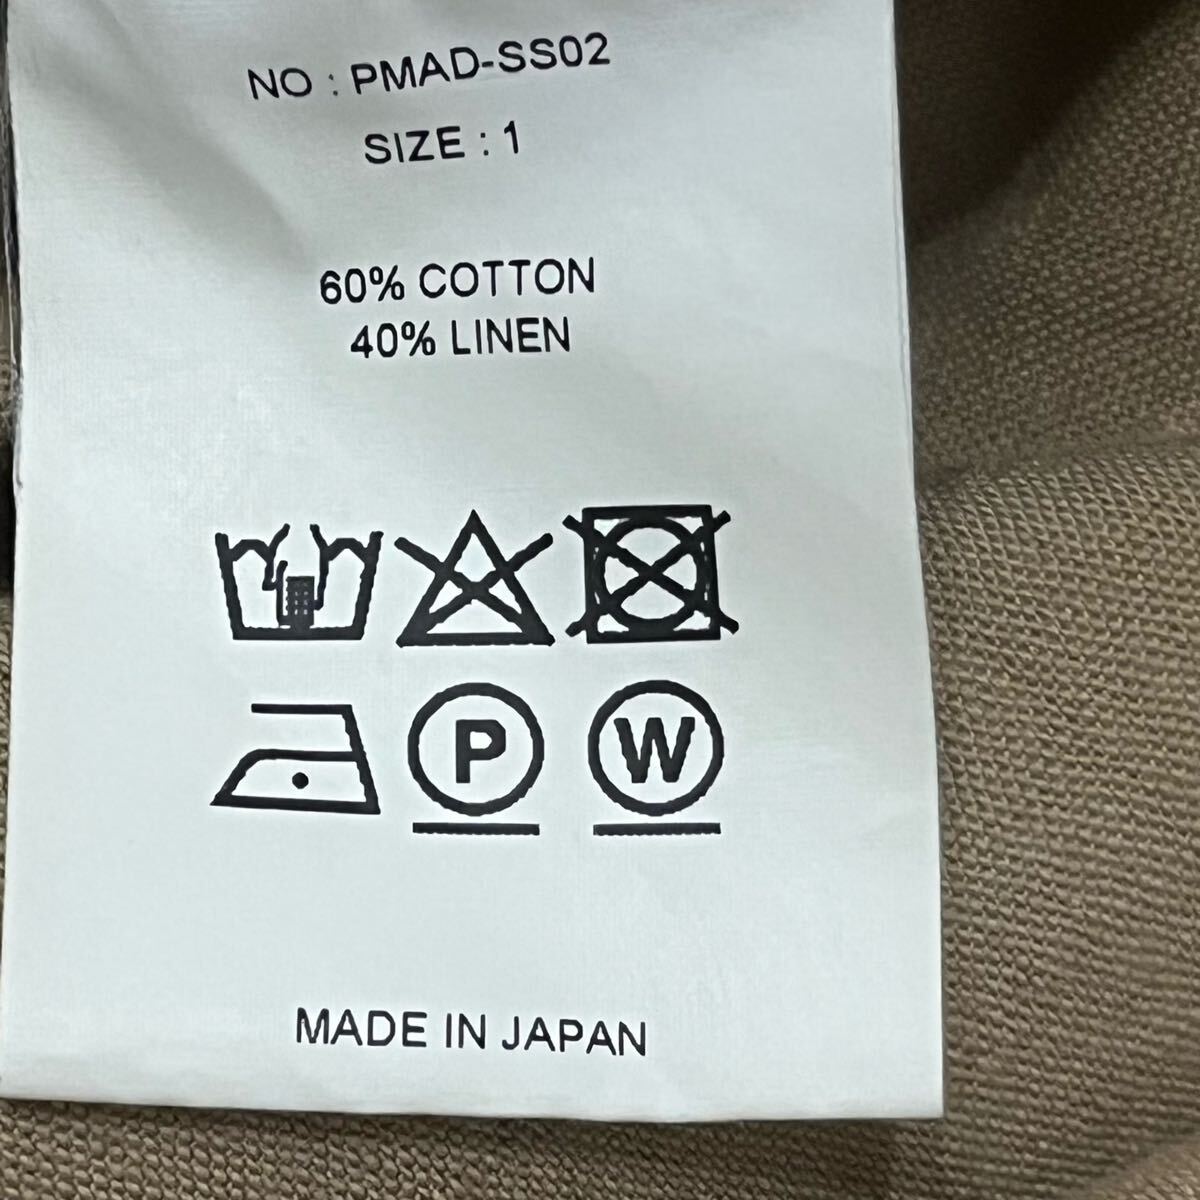 NO : PMAD-SS02
SIZE : 1
60% COTTON
40% LINEN
P W
MADE IN JAPAN